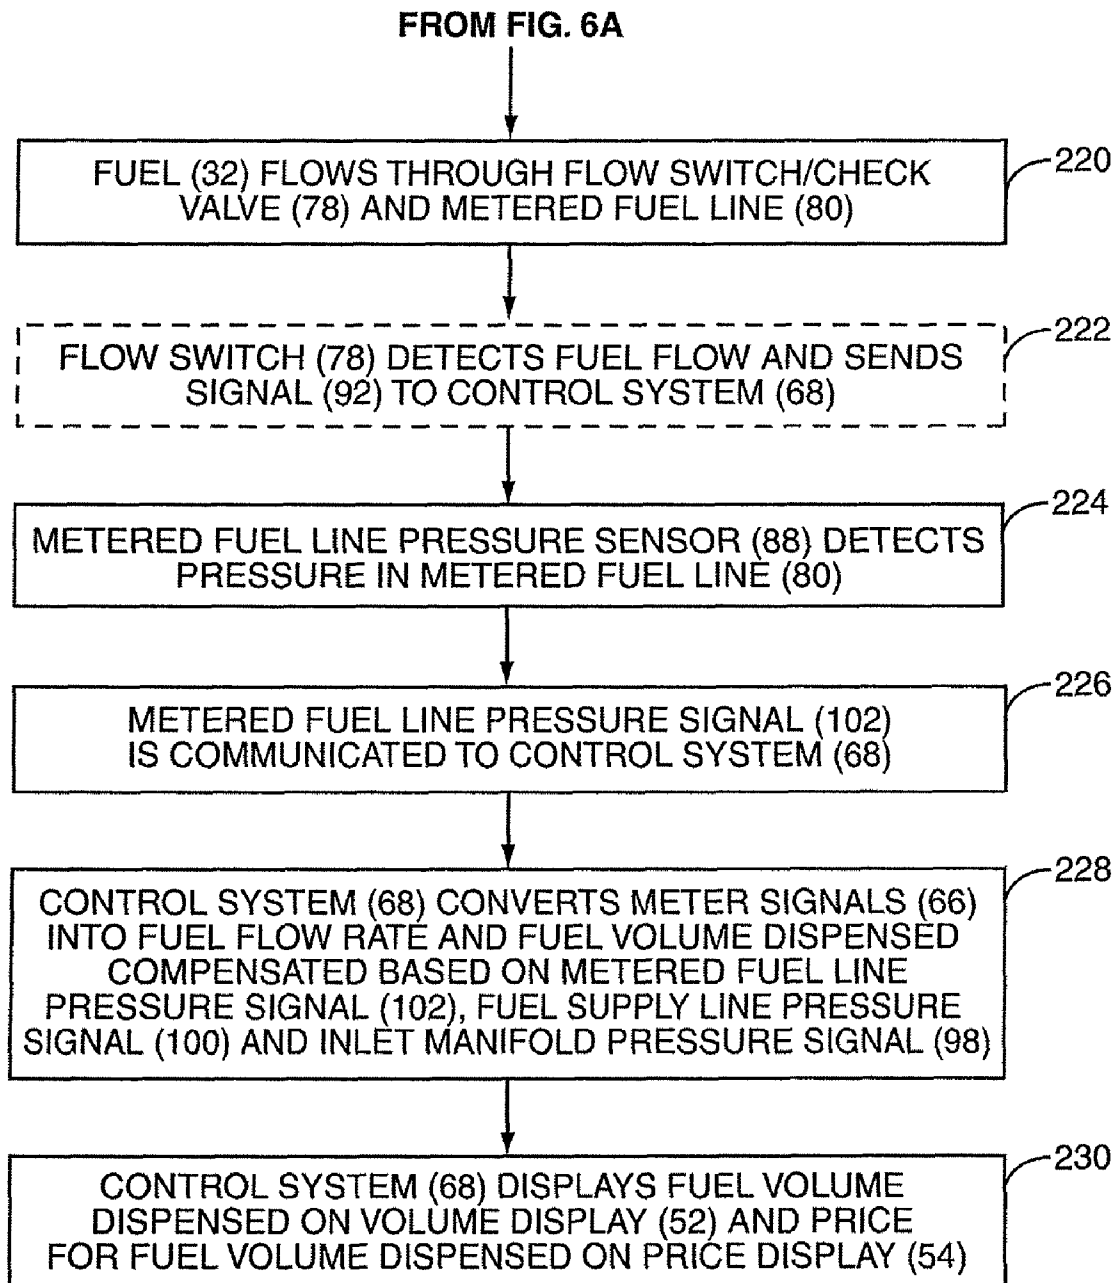 FROM FIG. 6A
FUEL (32) FLOWS THROUGH FLOW SWITCH/CHECK
VALVE (78) AND METERED FUEL LINE (80)
220
FLOW SWITCH (78) DETECTS FUEL FLOW AND SENDS
SIGNAL (92) TO CONTROL SYSTEM (68)
222
METERED FUEL LINE PRESSURE SENSOR (88) DETECTS
PRESSURE IN METERED FUEL LINE (80)
224
METERED FUEL LINE PRESSURE SIGNAL (102)
IS COMMUNICATED TO CONTROL SYSTEM (68)
226
CONTROL SYSTEM (68) CONVERTS METER SIGNALS (66)
INTO FUEL FLOW RATE AND FUEL VOLUME DISPENSED
COMPENSATED BASED ON METERED FUEL LINE
PRESSURE SIGNAL (102), FUEL SUPPLY LINE PRESSURE
SIGNAL (100) AND INLET MANIFOLD PRESSURE SIGNAL (98)
228
CONTROL SYSTEM (68) DISPLAYS FUEL VOLUME
DISPENSED ON VOLUME DISPLAY (52) AND PRICE
FOR FUEL VOLUME DISPENSED ON PRICE DISPLAY (54)
230